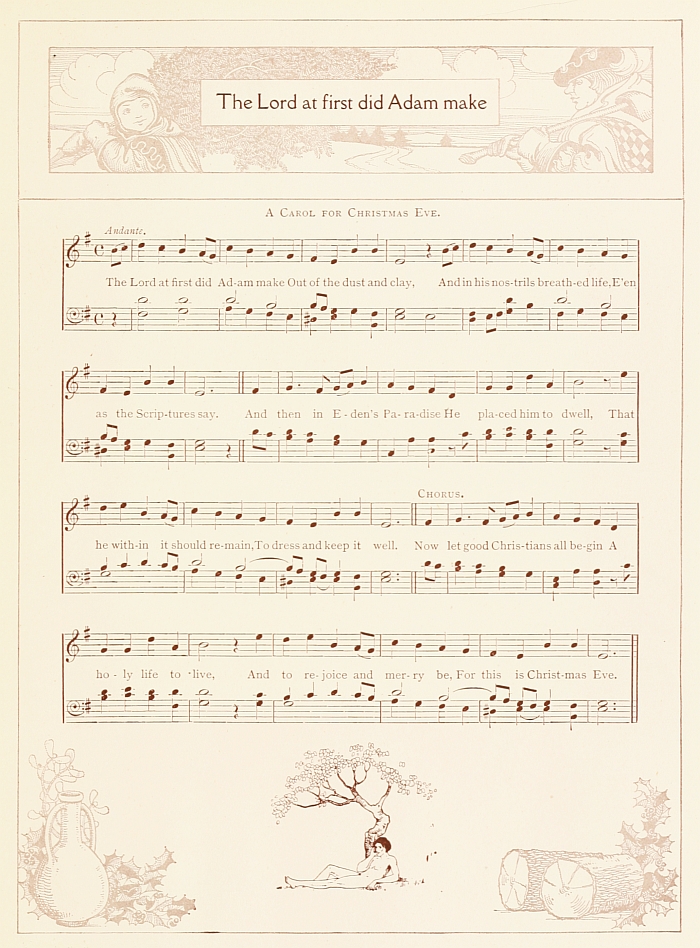 The Lord at first did Adam make
A Carol for Christmas Eve.
Andante.
The Lord at first did Ad-am make Out of the dust and clay, And in his nos-trils breath-ed life, E'en
as the Scrip-tures say. And then in E-den's Pa-ra-dise He pla-ced him to dwell, That
Chorus.
he with-in it should re-main, To dress and keep it well. Now let good Chris-tians all be-gin A
ho-ly life to live, And to re-joice and mer-ry be, For this is Christ-mas Eve.